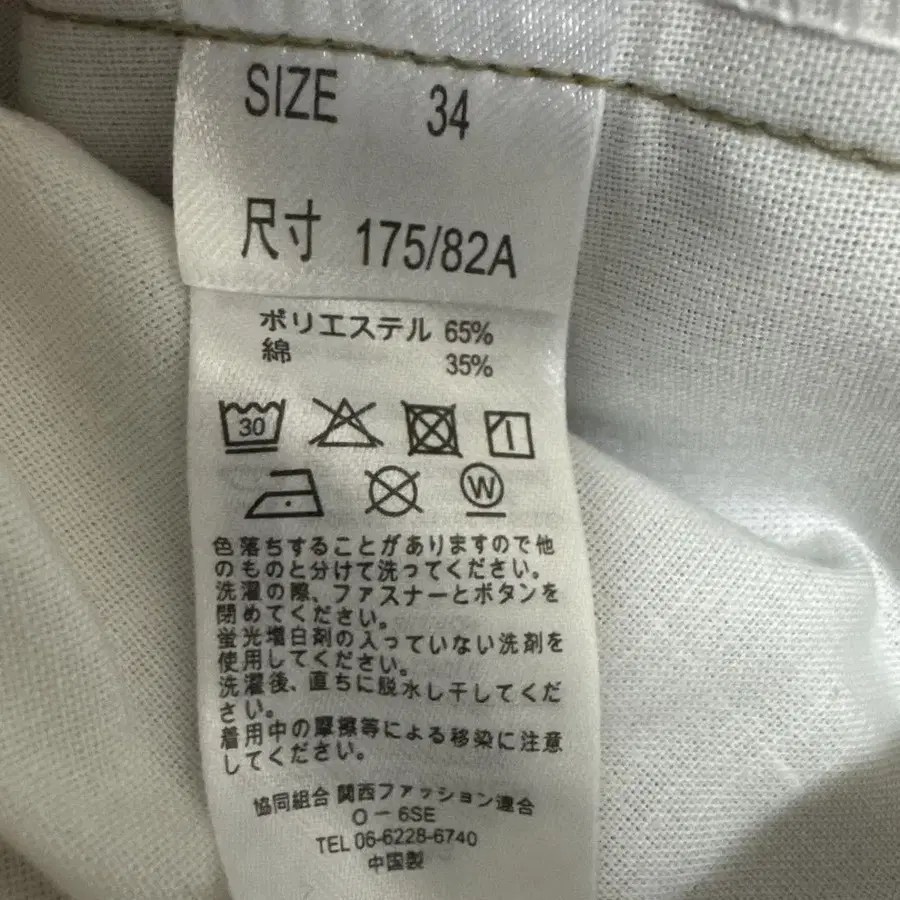 SIZE 34
尺寸 175/82A
ポリエステル 65%
綿 35%
30
W
色落ちすることがありますので他
のものと分けて洗ってください。
洗濯の際、ファスナーとボタンを
閉めてください。
蛍光増白剤の入っていない洗剤を
使用してください。
洗濯後、直ちに脱水し干してくだ
さい。
着用中の摩擦等による移染に注意
してください。
協同組合 関西ファッション連合
O－6SE
TEL 06-6228-6740
中国製